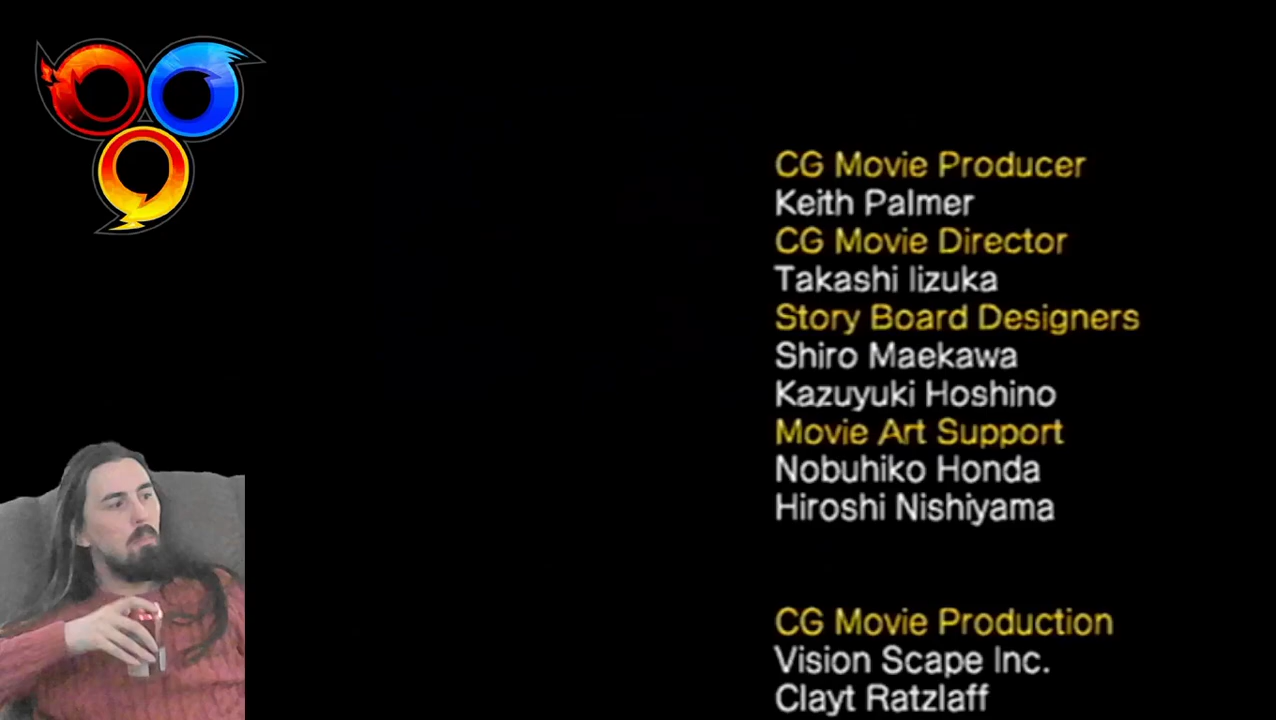 CG Movie Producer
Keith Palmer
CG Movie Director
Takashi Iizuka
Story Board Designers
Shiro Maekawa
Kazuyuki Hoshino
Movie Art Support
Nobuhiko Honda
Hiroshi Nishiyama
CG Movie Production
Vision Scape Inc.
Clayt Ratzlaff